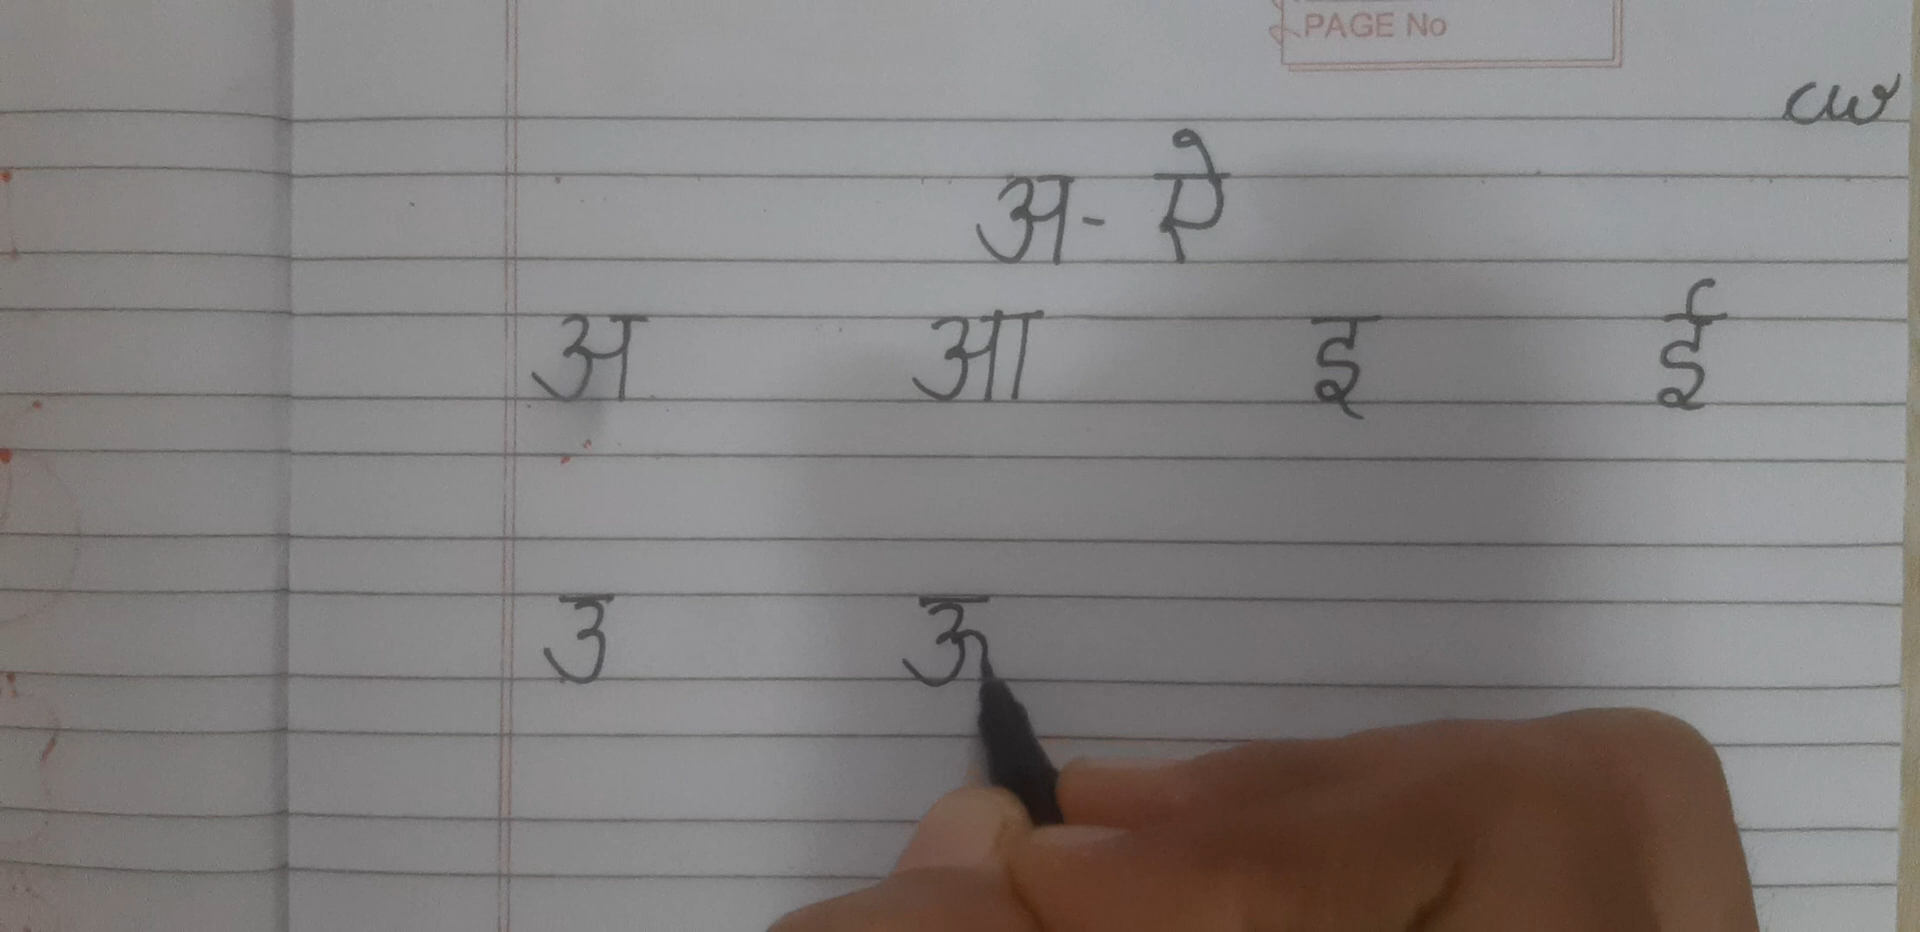 PAGE No
cw
अ - ऐ
अ आ इ ई
उ ऊ